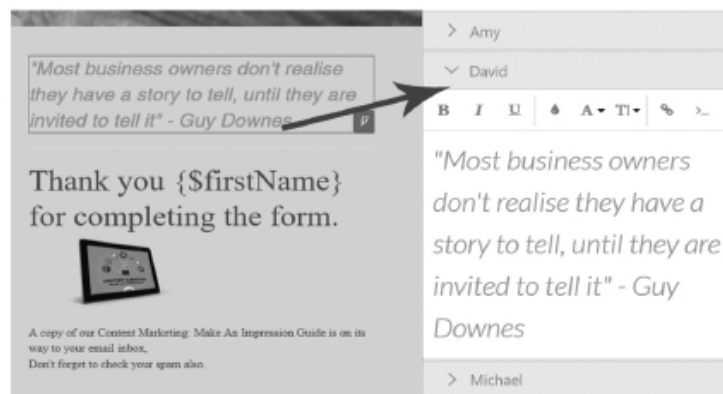 "Most business owners don't realise
they have a story to tell, until they are
invited to tell it" - Guy Downes
Thank you {$firstName}
for completing the form.
A copy of our Content Marketing: Make An Impression Guide is on its
way to your email inbox,
Don't forget to check your spam also.
Amy
David
B I U A TI >_
"Most business owners
don't realise they have a
story to tell, until they are
invited to tell it" - Guy
Downes
Michael